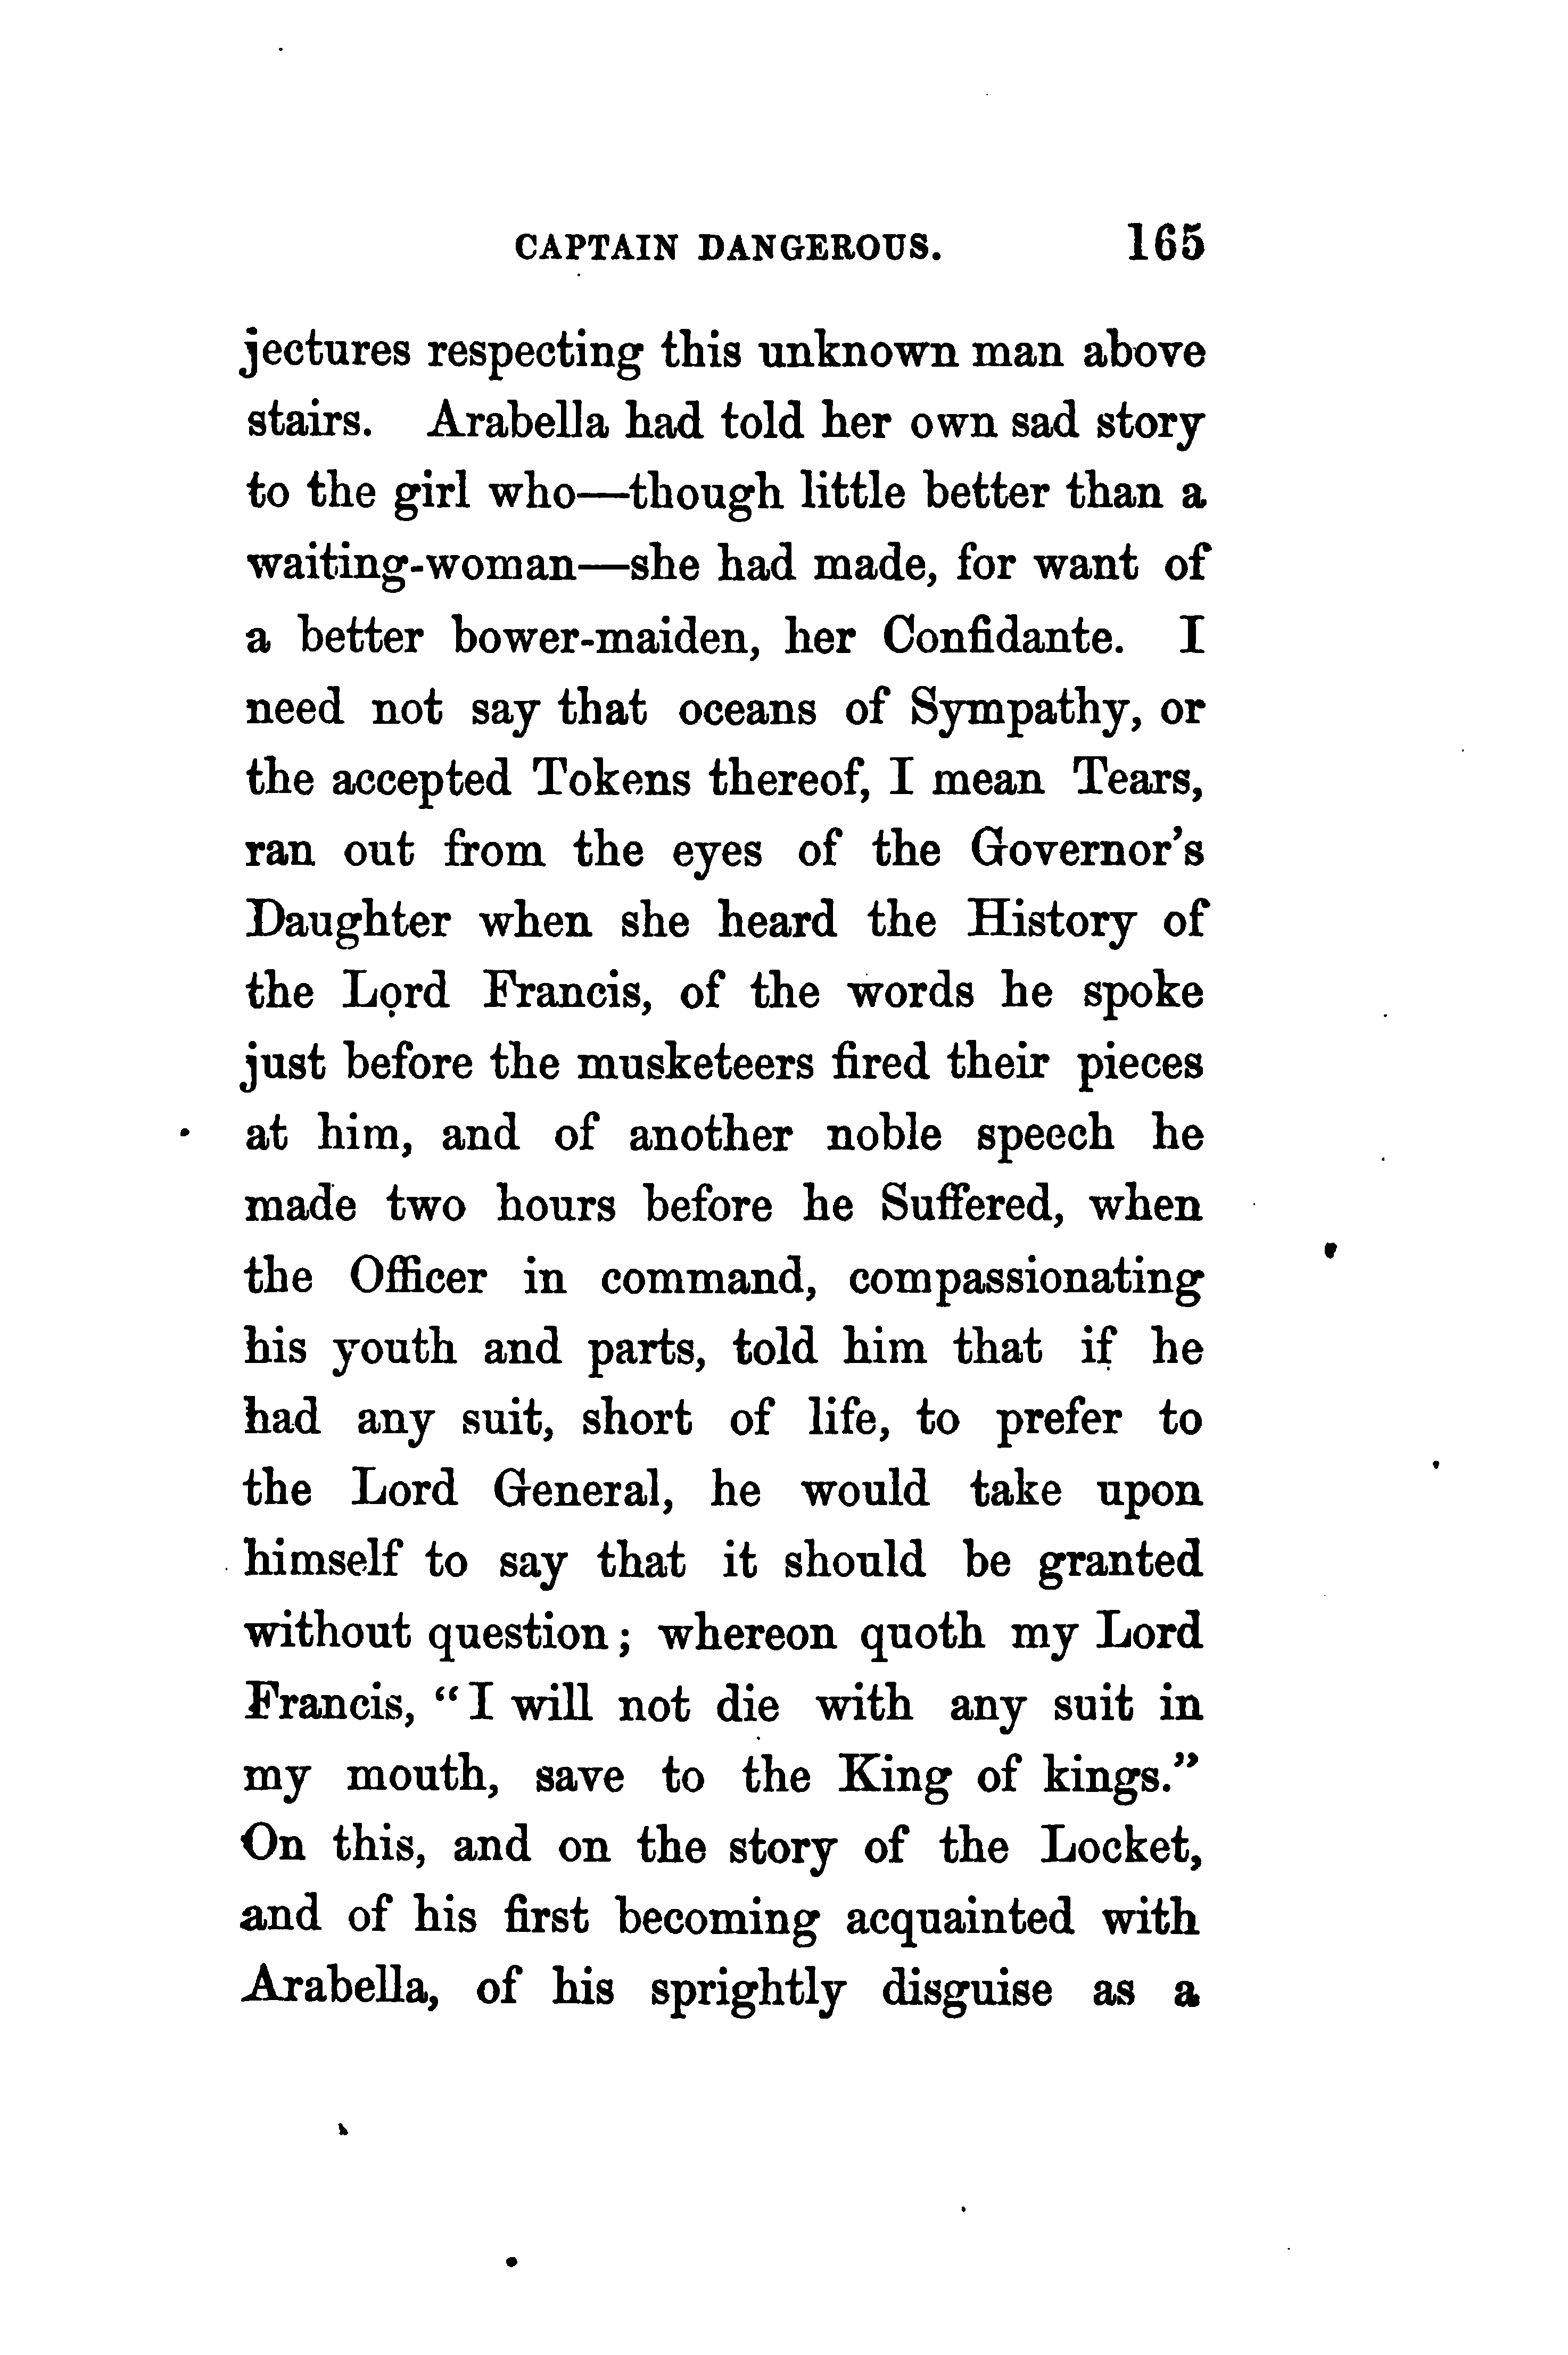 CAPTAIN DANGEROUS. 165
jectures respecting this unknown man above
stairs. Arabella had told her own sad story
to the girl who—though little better than a
waiting-woman—she had made, for want of
a better bower-maiden, her Confidante. I
need not say that oceans of Sympathy, or
the accepted Tokens thereof, I mean Tears,
ran out from the eyes of the Governor's
Daughter when she heard the History of
the Lord Francis, of the words he spoke
just before the musketeers fired their pieces
at him, and of another noble speech he
made two hours before he Suffered, when
the Officer in command, compassionating
his youth and parts, told him that if he
had any suit, short of life, to prefer to
the Lord General, he would take upon
himself to say that it should be granted
without question; whereon quoth my Lord
Francis, "I will not die with any suit in
my mouth, save to the King of kings."
On this, and on the story of the Locket,
and of his first becoming acquainted with
Arabella, of his sprightly disguise as a